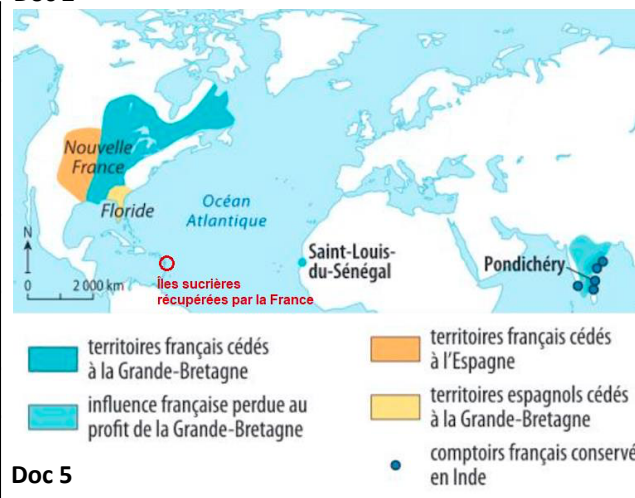 Nouvelle
France
Floride
Océan
Atlantique
N
0 2 000 km
Îles sucrières
récupérées par la France
Saint-Louis-
du-Sénégal
Pondichéry
territoires français cédés
à la Grande-Bretagne
influence française perdue au
profit de la Grande-Bretagne
territoires français cédés
à l'Espagne
territoires espagnols cédés
à la Grande-Bretagne
comptoirs français conservé
en Inde
Doc 5